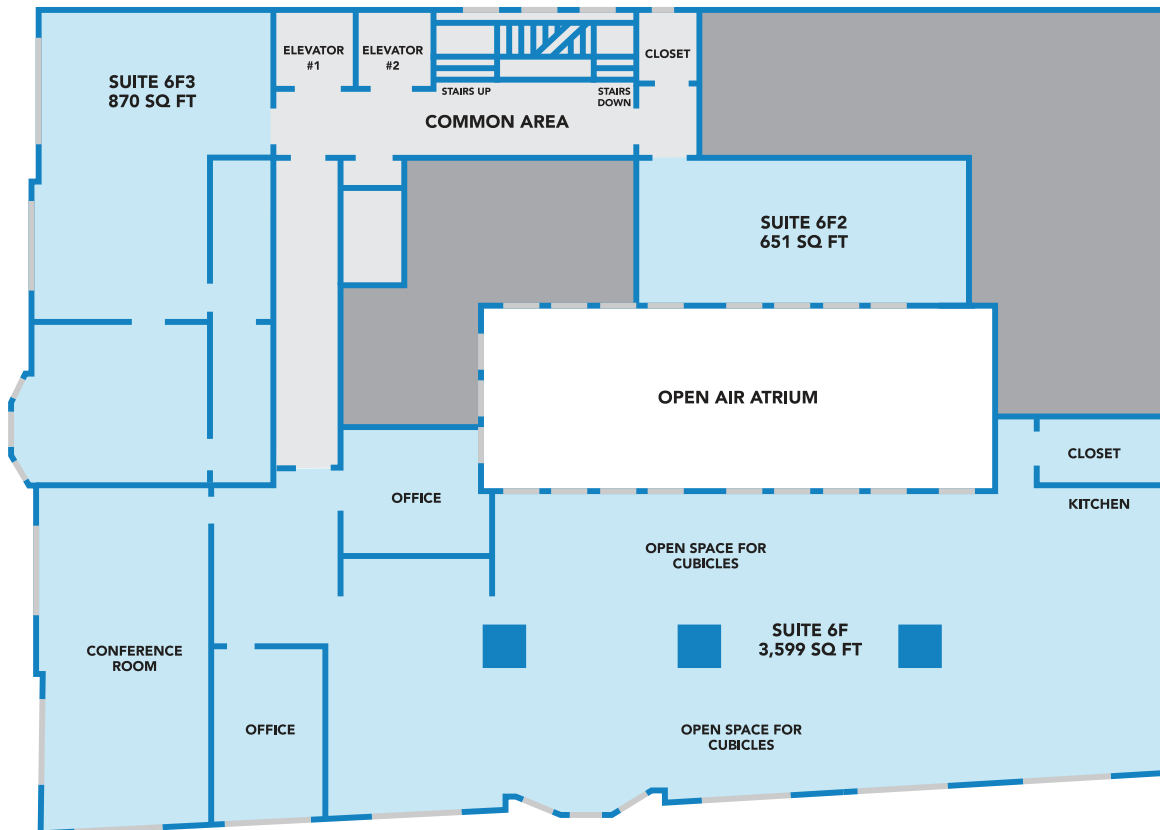 SUITE 6F3
870 SQ FT
ELEVATOR
#1
ELEVATOR
#2
STAIRS UP
STAIRS
DOWN
CLOSET
COMMON AREA
SUITE 6F2
651 SQ FT
OPEN AIR ATRIUM
CLOSET
KITCHEN
OFFICE
OPEN SPACE FOR
CUBICLES
SUITE 6F
3,599 SQ FT
CONFERENCE
ROOM
OFFICE
OPEN SPACE FOR
CUBICLES